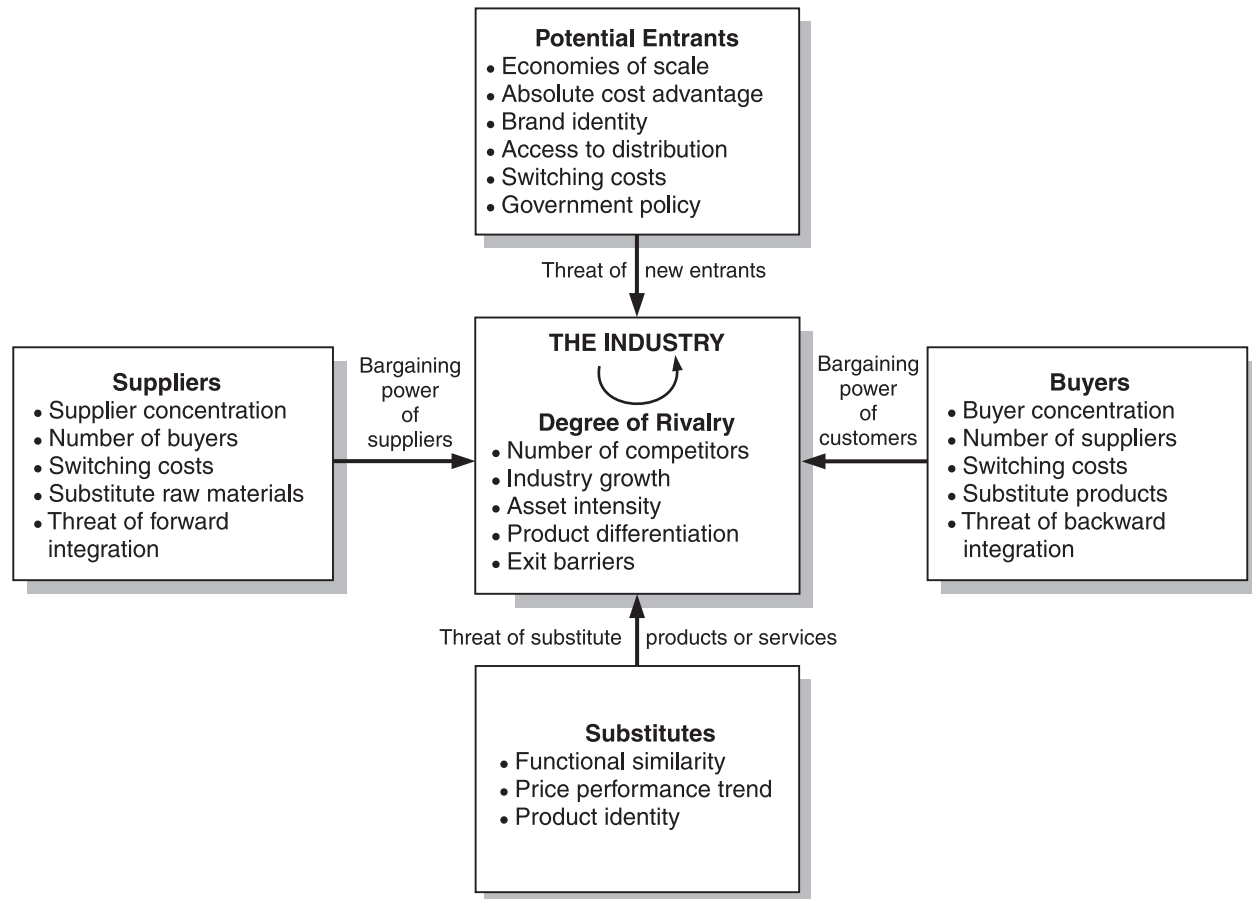 Potential Entrants
• Economies of scale
• Absolute cost advantage
• Brand identity
• Access to distribution
• Switching costs
• Government policy
Threat of new entrants
Suppliers
• Supplier concentration
• Number of buyers
• Switching costs
• Substitute raw materials
• Threat of forward
integration
Bargaining
power
of
suppliers
THE INDUSTRY
Degree of Rivalry
• Number of competitors
• Industry growth
• Asset intensity
• Product differentiation
• Exit barriers
Bargaining
power
of
customers
Buyers
• Buyer concentration
• Number of suppliers
• Switching costs
• Substitute products
• Threat of backward
integration
Threat of substitute products or services
Substitutes
• Functional similarity
• Price performance trend
• Product identity